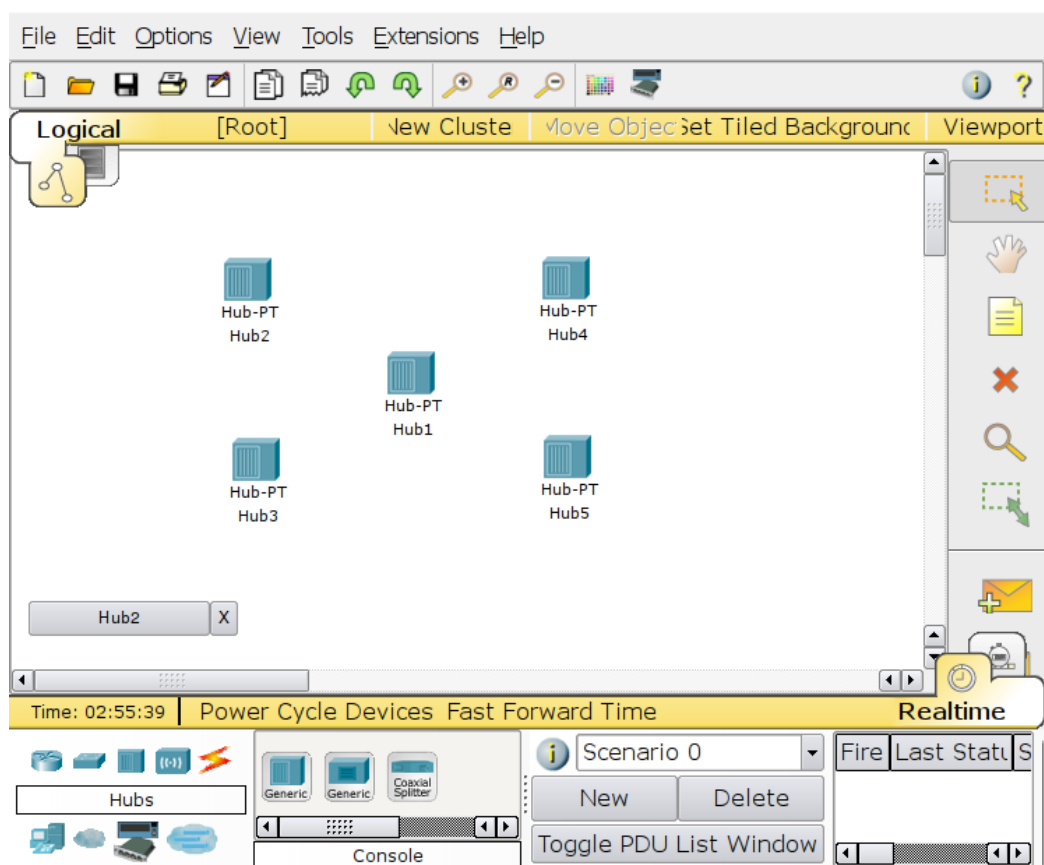 File Edit Options View Tools Extensions Help
Logical [Root] New Cluste Move Objec Set Tiled Backgrounc Viewport
Hub-PT
Hub2
Hub-PT
Hub4
Hub-PT
Hub1
Hub-PT
Hub3
Hub-PT
Hub5
Hub2 X
Time: 02:55:39 Power Cycle Devices Fast Forward Time Realtime
Hubs
Generic Generic Coaxial
Splitter
Console
Scenario 0
New Delete
Toggle PDU List Window
Fire Last Statu S